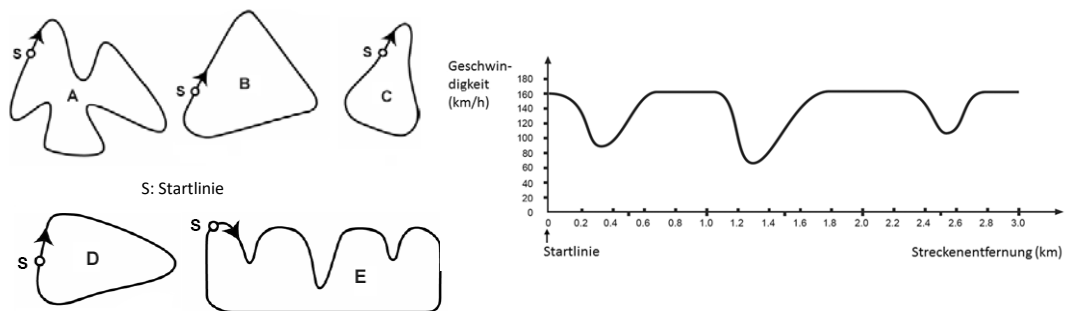 S
A
S
B
S
C
S: Startlinie
S
D
S
E
Geschwin-
digkeit
(km/h)
180
160
140
120
100
80
60
40
20
0
0 0.2 0.4 0.6 0.8 1.0 1.2 1.4 1.6 1.8 2.0 2.2 2.4 2.6 2.8 3.0
Startlinie
Streckenentfernung (km)